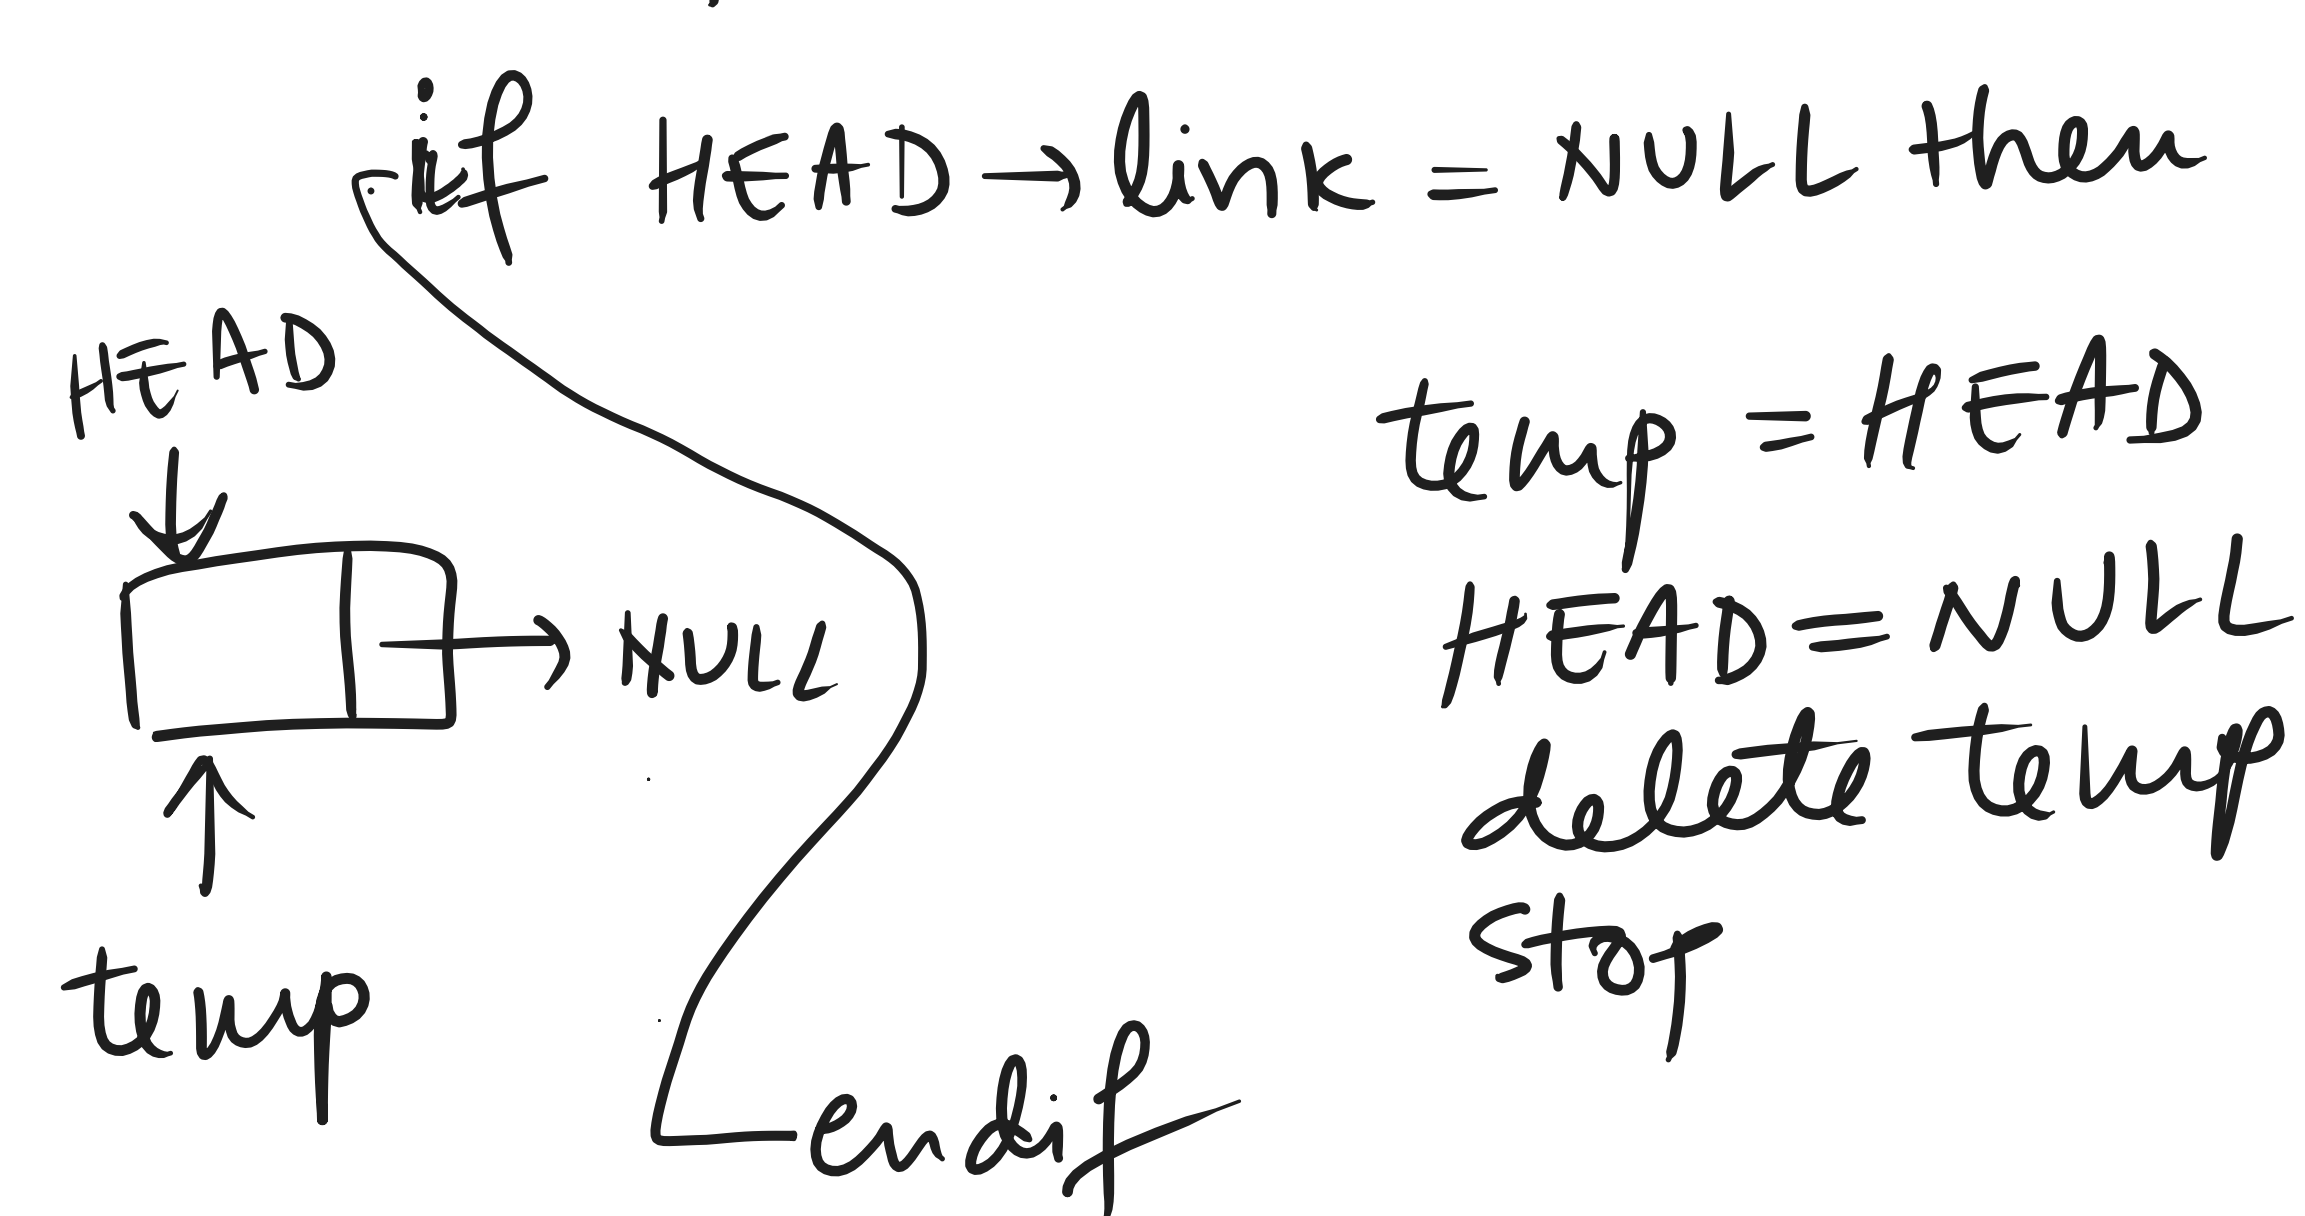 if HEAD → link = NULL then
HEAD
temp = HEAD
HEAD = NULL
NULL
delete temp
stop
temp
endif